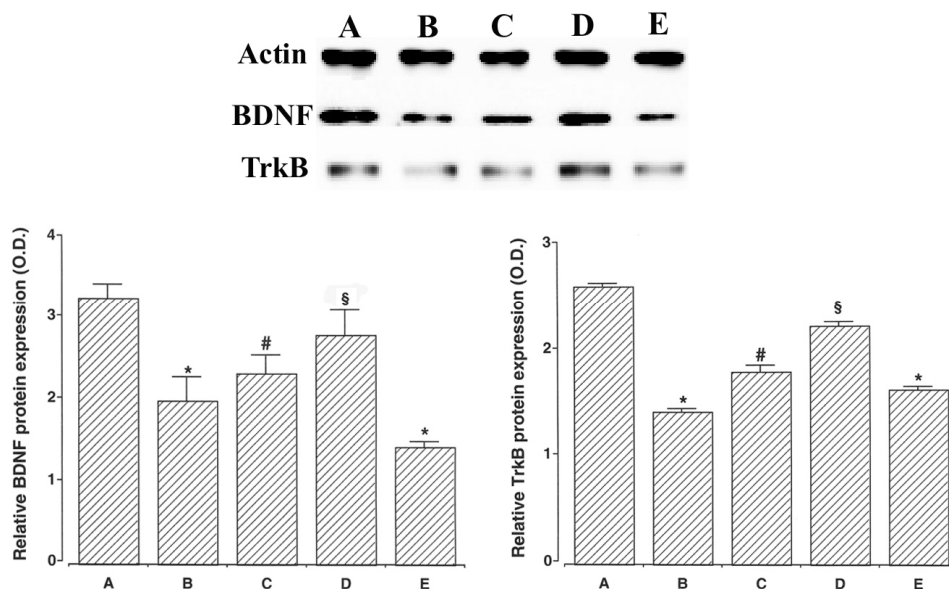 A B C D E
Actin
BDNF
TrkB
Relative BDNF protein expression (O.D.)
4
3
2
1
0
* # § *
A B C D E
Relative TrkB protein expression (O.D.)
3
2
1
0
* # § *
A B C D E